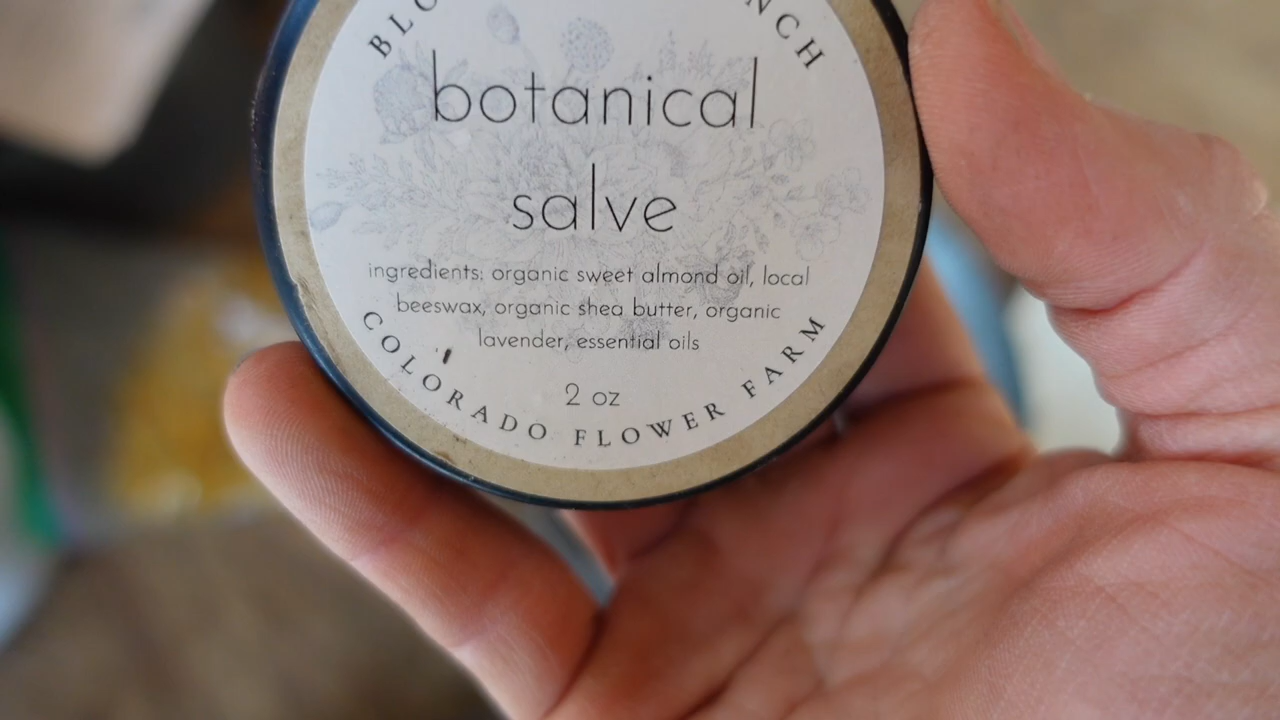 botanical
salve
ingredients: organic sweet almond oil, local
beeswax, organic shea butter, organic
lavender, essential oils
2 oz
COLORADO FLOWER FARM